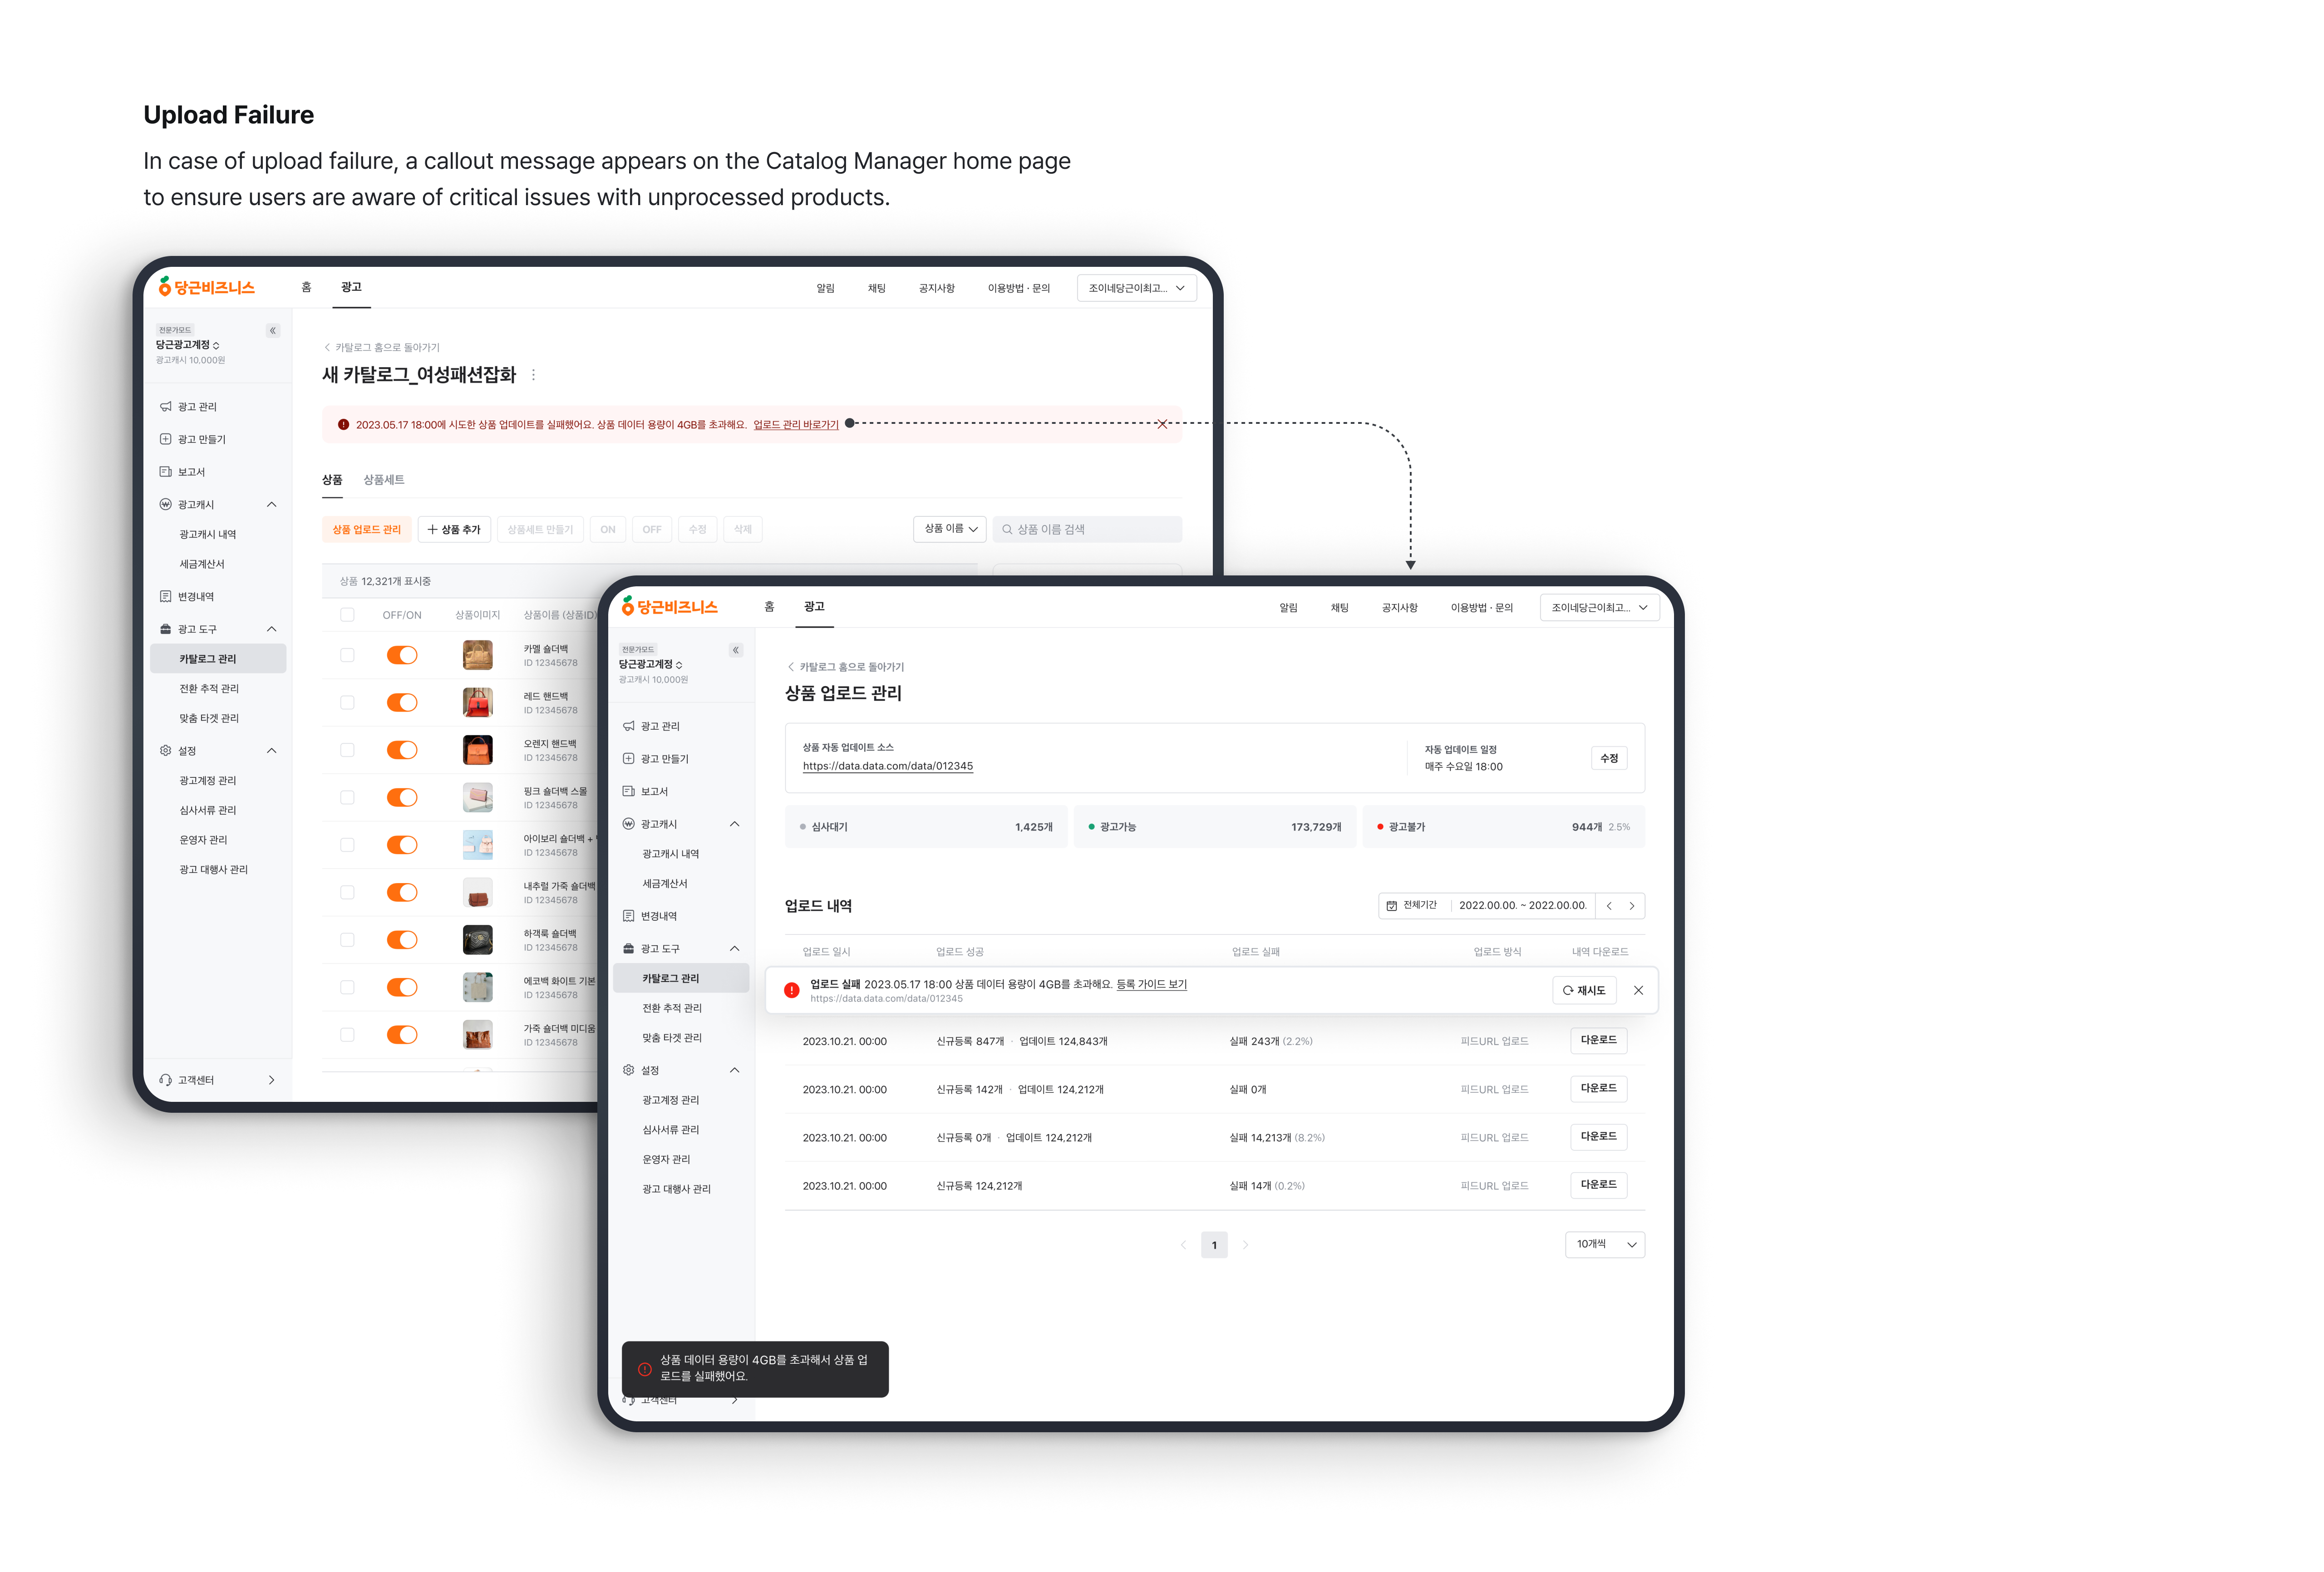 Upload Failure
In case of upload failure, a callout message appears on the Catalog Manager home page
to ensure users are aware of critical issues with unprocessed products.
당근비즈니스
홈
광고
알림
채팅
공지사항
이용방법 · 문의
조이네당근이최고...
전문가모드
당근광고계정
광고캐시 10,000원
광고 관리
광고 만들기
보고서
광고캐시
광고캐시 내역
세금계산서
변경내역
광고 도구
카탈로그 관리
전환 추적 관리
맞춤 타겟 관리
설정
광고계정 관리
심사서류 관리
운영자 관리
광고 대행사 관리
고객센터
카탈로그 홈으로 돌아가기
새 카탈로그_여성패션잡화
2023.05.17 18:00에 시도한 상품 업데이트를 실패했어요. 상품 데이터 용량이 4GB를 초과해요. 업로드 관리 바로가기
상품
상품세트
상품 업로드 관리
상품 추가
상품세트 만들기
ON
OFF
수정
삭제
상품 이름
상품 이름 검색
상품 12,321개 표시중
OFF/ON
상품이미지
상품이름 (상품ID)
카멜 숄더백
ID 12345678
레드 핸드백
ID 12345678
오렌지 핸드백
ID 12345678
핑크 숄더백 스몰
ID 12345678
아이보리 숄더백 +
ID 12345678
내추럴 가죽 숄더백
ID 12345678
하객룩 숄더백
ID 12345678
에코백 화이트 기본
ID 12345678
가죽 숄더백 미디움
ID 12345678
당근비즈니스
홈
광고
알림
채팅
공지사항
이용방법 · 문의
조이네당근이최고...
전문가모드
당근광고계정
광고캐시 10,000원
광고 관리
광고 만들기
보고서
광고캐시
광고캐시 내역
세금계산서
변경내역
광고 도구
카탈로그 관리
전환 추적 관리
맞춤 타겟 관리
설정
광고계정 관리
심사서류 관리
운영자 관리
광고 대행사 관리
고객센터
카탈로그 홈으로 돌아가기
상품 업로드 관리
상품 자동 업데이트 소스
https://data.data.com/data/012345
자동 업데이트 일정
매주 수요일 18:00
수정
심사대기
1,425개
광고가능
173,729개
광고불가
944개 2.5%
업로드 내역
전체기간
2022.00.00. ~ 2022.00.00.
업로드 일시
업로드 성공
업로드 실패
업로드 방식
내역 다운로드
업로드 실패 2023.05.17 18:00 상품 데이터 용량이 4GB를 초과해요. 등록 가이드 보기
https://data.data.com/data/012345
재시도
2023.10.21. 00:00
신규등록 847개 · 업데이트 124,843개
실패 243개 (2.2%)
피드URL 업로드
다운로드
2023.10.21. 00:00
신규등록 142개 · 업데이트 124,212개
실패 0개
피드URL 업로드
다운로드
2023.10.21. 00:00
신규등록 0개 · 업데이트 124,212개
실패 14,213개 (8.2%)
피드URL 업로드
다운로드
2023.10.21. 00:00
신규등록 124,212개
실패 14개 (0.2%)
피드URL 업로드
다운로드
1
10개씩
상품 데이터 용량이 4GB를 초과해서 상품 업
로드를 실패했어요.